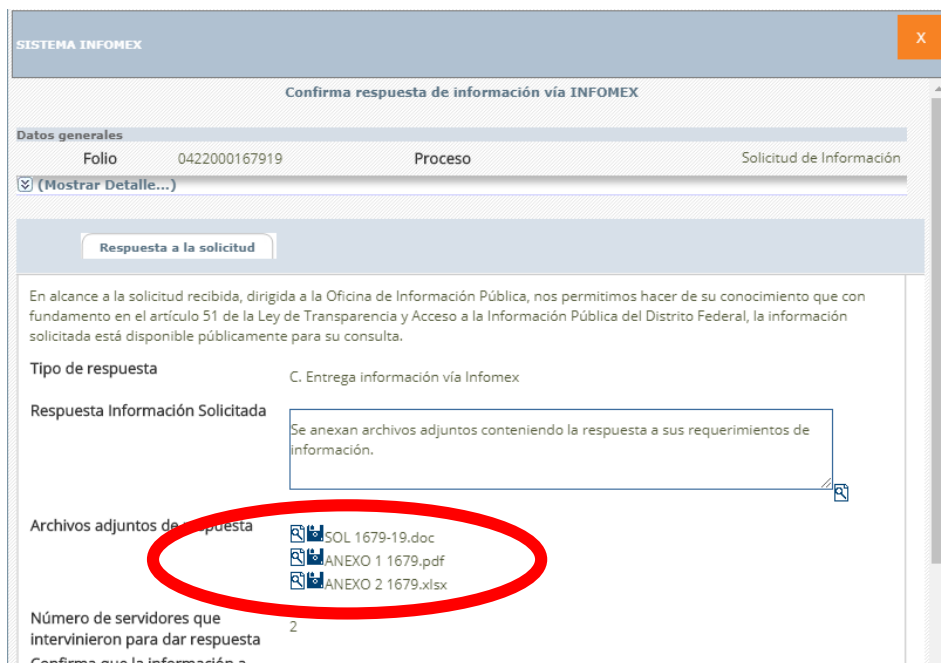 SISTEMA INFOMEX
X
Confirma respuesta de información vía INFOMEX
Datos generales
Folio 0422000167919 Proceso Solicitud de Información
(Mostrar Detalle...)
Respuesta a la solicitud
En alcance a la solicitud recibida, dirigida a la Oficina de Información Pública, nos permitimos hacer de su conocimiento que con
fundamento en el artículo 51 de la Ley de Transparencia y Acceso a la Información Pública del Distrito Federal, la información
solicitada está disponible públicamente para su consulta.
Tipo de respuesta C. Entrega información vía Infomex
Respuesta Información Solicitada
Se anexan archivos adjuntos conteniendo la respuesta a sus requerimientos de
información.
Archivos adjuntos de respuesta
SOL 1679-19.doc
ANEXO 1 1679.pdf
ANEXO 2 1679.xlsx
Número de servidores que
intervinieron para dar respuesta 2
Confirma que la información a